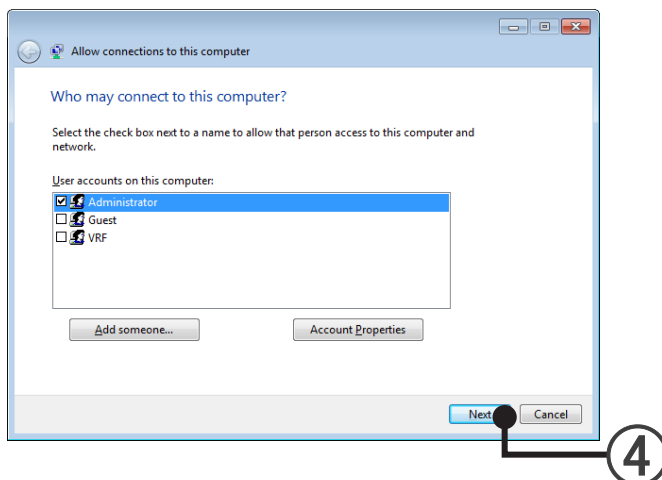 Allow connections to this computer
Who may connect to this computer?
Select the check box next to a name to allow that person access to this computer and
network.
User accounts on this computer:
Administrator
Guest
VRF
Add someone...
Account Properties
Next
Cancel
4